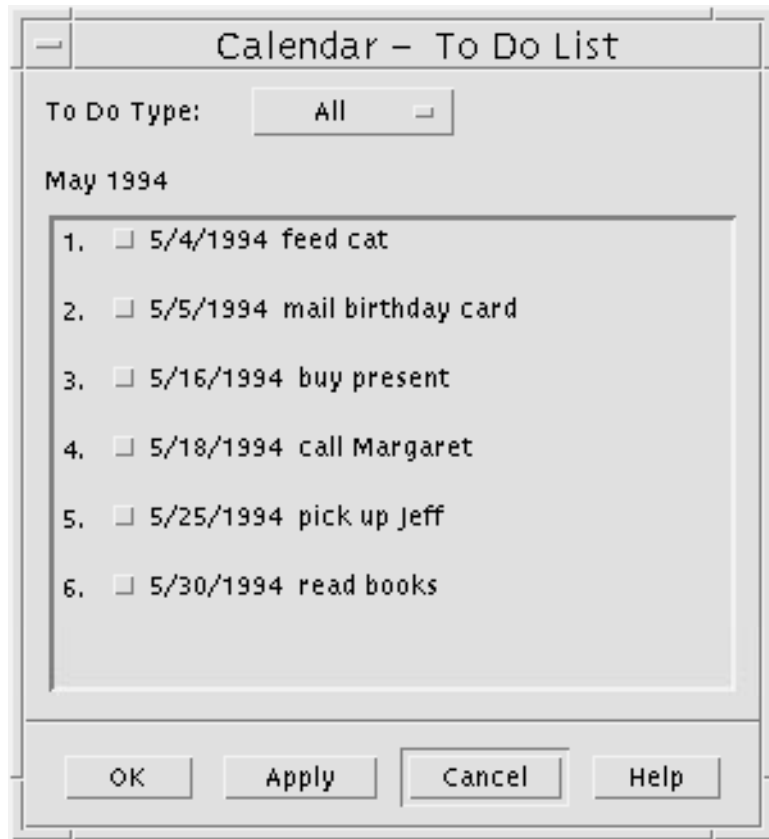 Calendar – To Do List
To Do Type: All
May 1994
1. 5/4/1994 feed cat
2. 5/5/1994 mail birthday card
3. 5/16/1994 buy present
4. 5/18/1994 call Margaret
5. 5/25/1994 pick up Jeff
6. 5/30/1994 read books
OK Apply Cancel Help